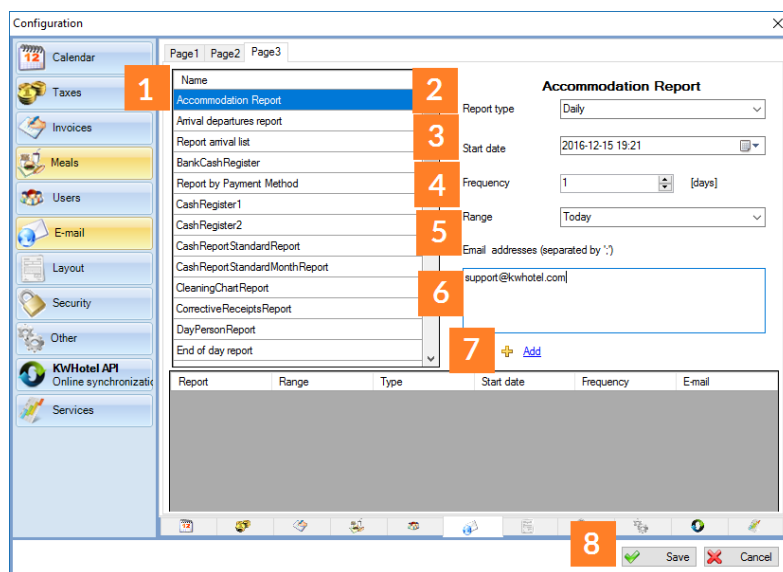 Configuration
Calendar
Taxes
Invoices
Meals
Users
E-mail
Layout
Security
Other
KWHotel API
Online synchronizatio
Services
Page1 Page2 Page3
1
Name
Accommodation Report
Arrival departures report
Report arrival list
BankCashRegister
Report by Payment Method
CashRegister1
CashRegister2
CashReportStandardReport
CashReportStandardMonthReport
CleaningChartReport
CorrectiveReceiptsReport
DayPersonReport
End of day report
Accommodation Report
2
Report type Daily
3
Start date 2016-12-15 19:21
4
Frequency 1 [days]
5
Range Today
Email addresses (separated by ';')
6
support@kwhotel.com
7
Add
Report Range Type Start date Frequency E-mail
12
8
Save Cancel